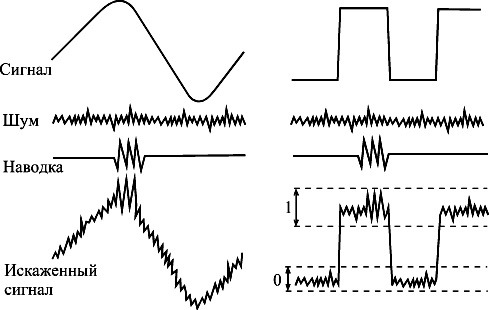 Сигнал
Шум
Наводка
1
Искаженный
сигнал
0